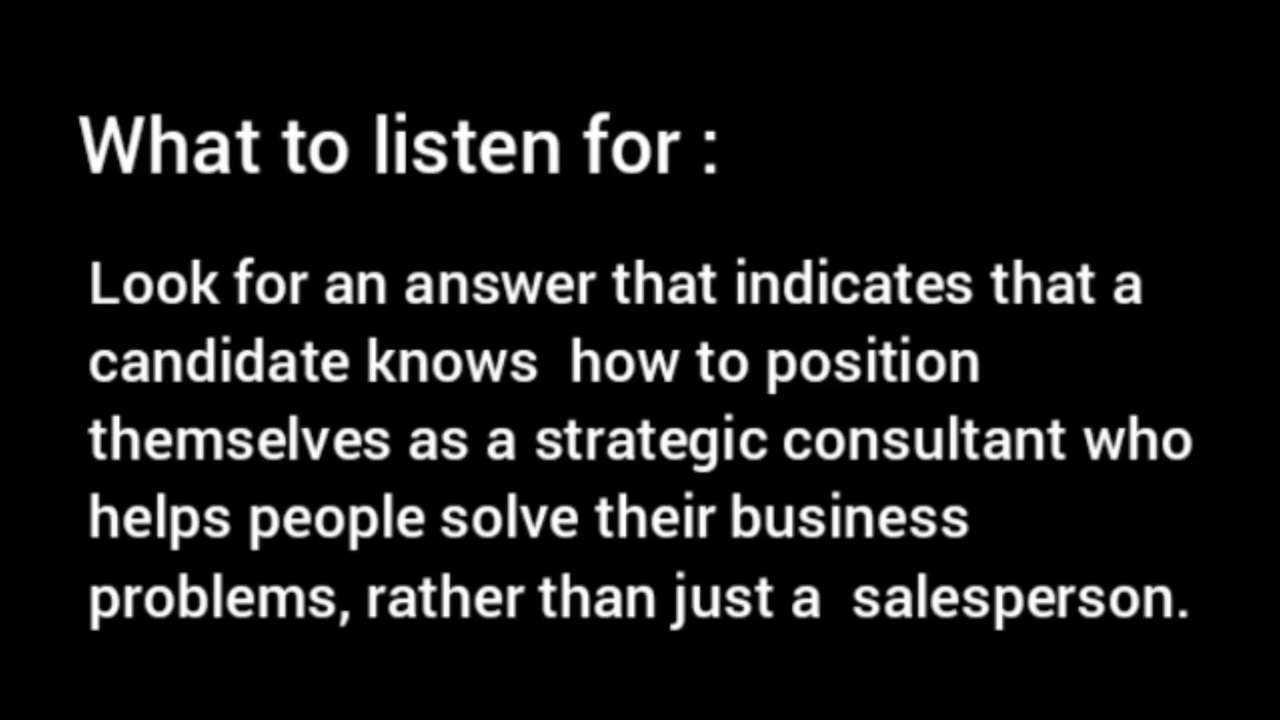 What to listen for :
Look for an answer that indicates that a
candidate knows  how to position
themselves as a strategic consultant who
helps people solve their business
problems, rather than just a  salesperson.